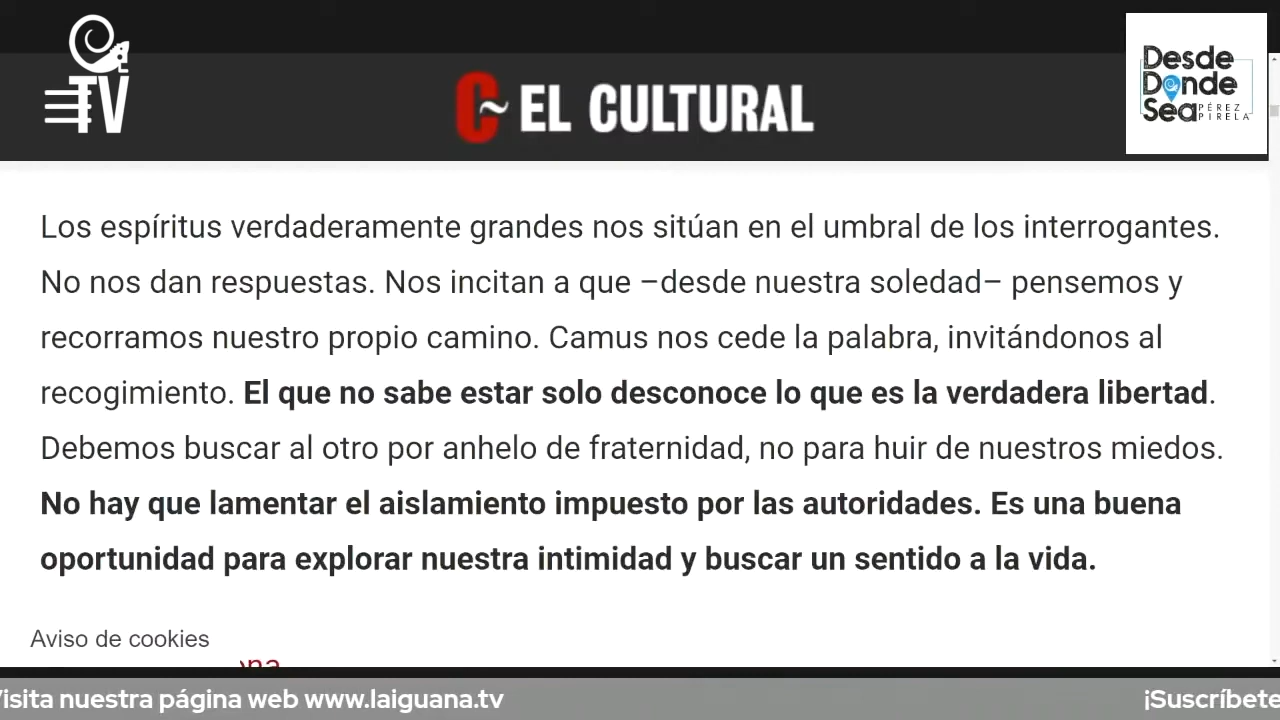 TV
C~ EL CULTURAL
Desde
Donde
Sea PÉREZ
PIRELA
Los espíritus verdaderamente grandes nos sitúan en el umbral de los interrogantes.
No nos dan respuestas. Nos incitan a que –desde nuestra soledad– pensemos y
recorramos nuestro propio camino. Camus nos cede la palabra, invitándonos al
recogimiento. El que no sabe estar solo desconoce lo que es la verdadera libertad.
Debemos buscar al otro por anhelo de fraternidad, no para huir de nuestros miedos.
No hay que lamentar el aislamiento impuesto por las autoridades. Es una buena
oportunidad para explorar nuestra intimidad y buscar un sentido a la vida.
Aviso de cookies
isita nuestra página web www.laiguana.tv
¡Suscríbete